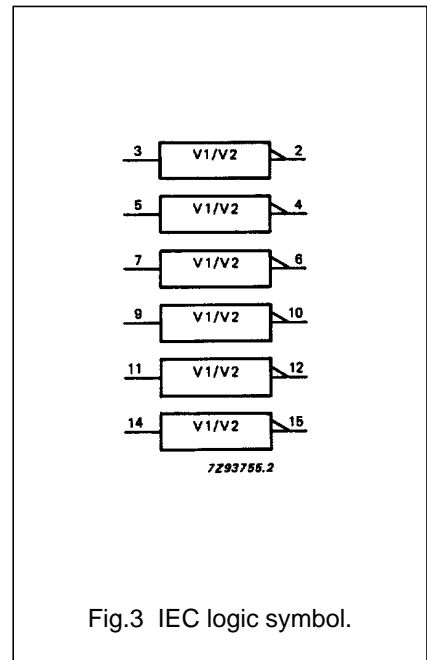 3 V1/V2 2
5 V1/V2 4
7 V1/V2 6
9 V1/V2 10
11 V1/V2 12
14 V1/V2 15
7Z93755.2
Fig.3 IEC logic symbol.